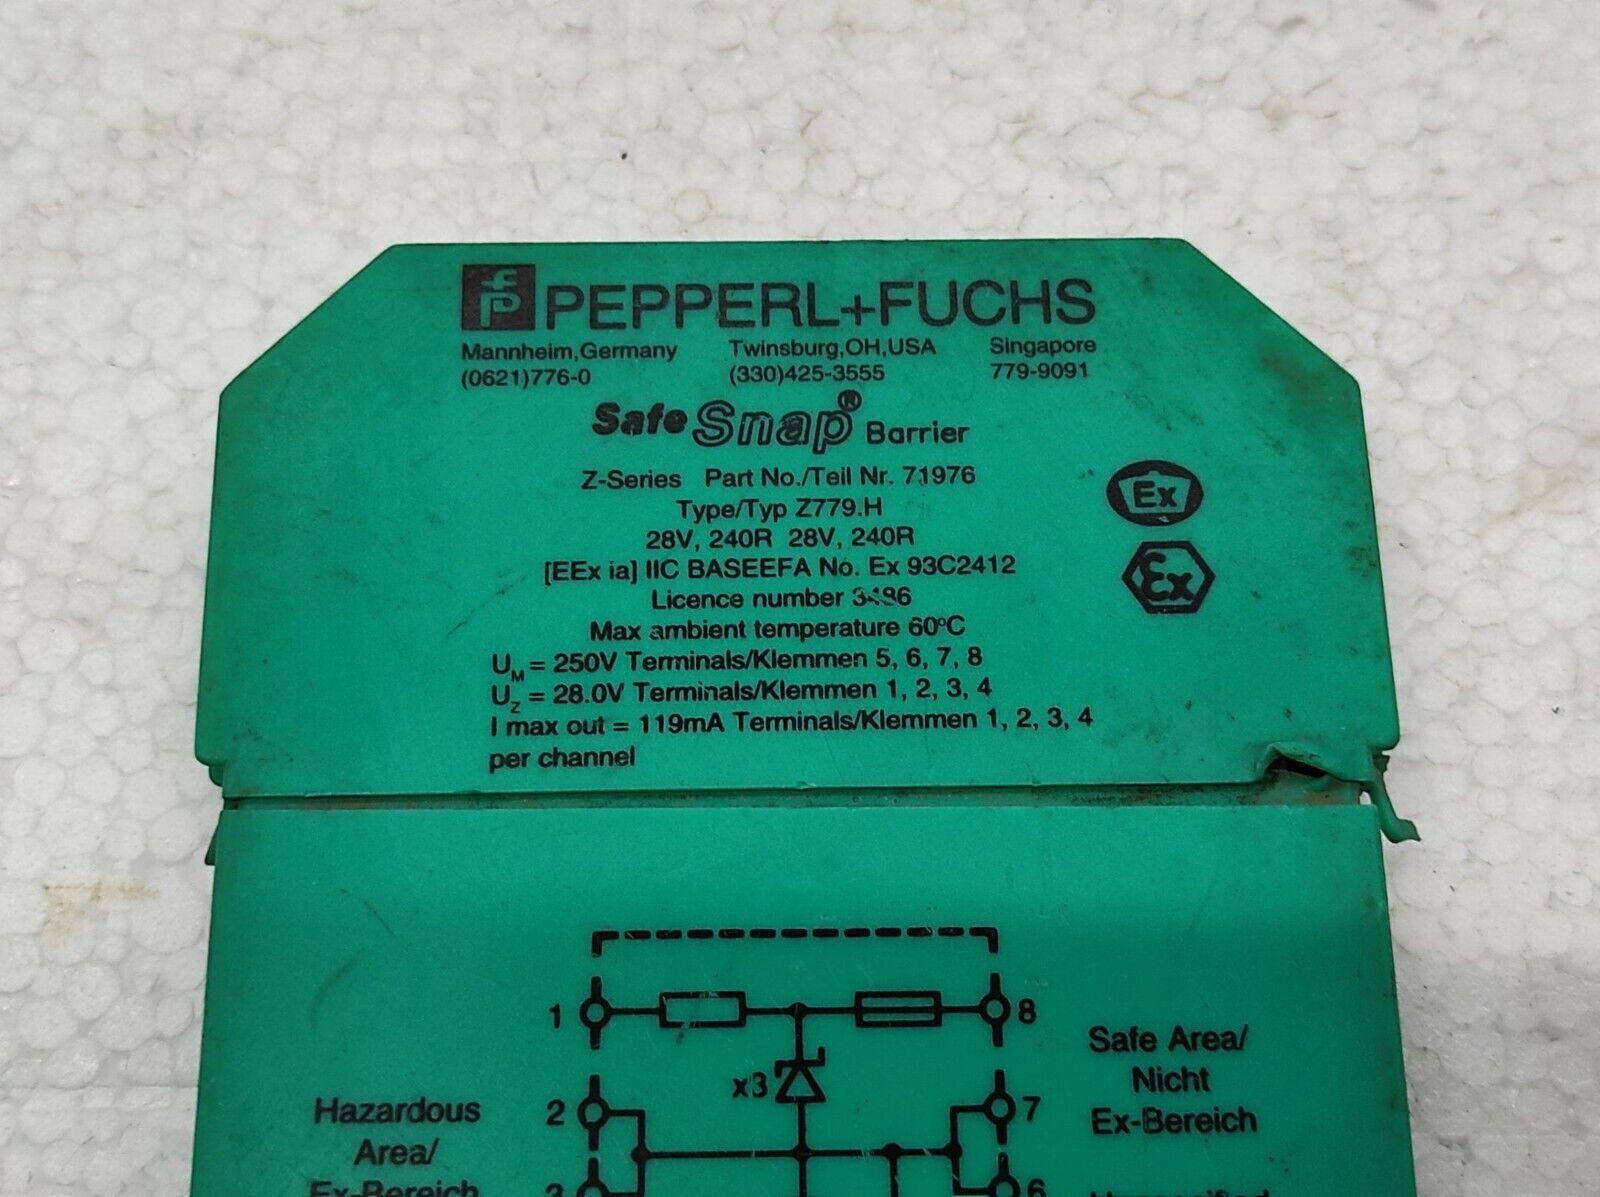 PEPPERL+FUCHS
Mannheim,Germany Twinsburg,OH,USA Singapore
(0621)776-0 (330)425-3555 779-9091
Safe Snap® Barrier
Z-Series Part No./Teil Nr. 71976
Type/Typ Z779.H
28V, 240R 28V, 240R
[EEx ia] IIC BASEEFA No. Ex 93C2412
Ex
Licence number
Ex
Max ambient temperature 60°C
UM = 250V Terminals/Klemmen 5, 6, 7, 8
UZ = 28.0V Terminals/Klemmen 1, 2, 3, 4
I max out = 119mA Terminals/Klemmen 1, 2, 3, 4
per channel
1 8
Safe Area/
x3
Nicht
Hazardous 2 7
Ex-Bereich
Area/
Ex-Bereich 3 6